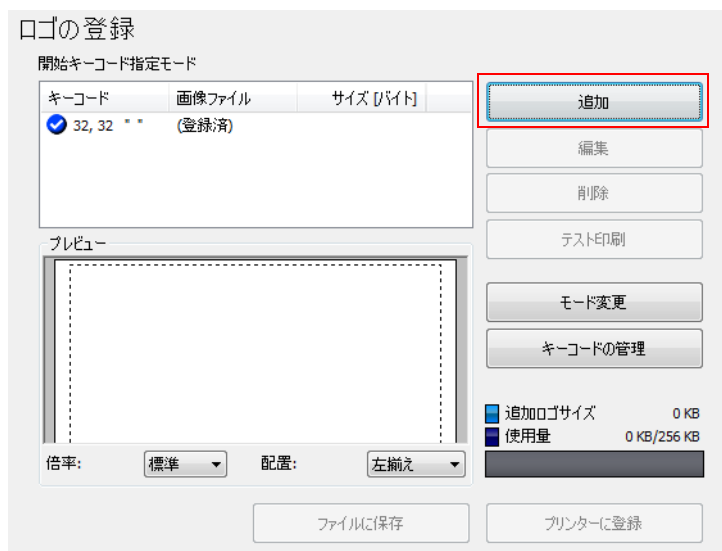 ロゴの登録
開始キーコード指定モード
キーコード 画像ファイル サイズ [バイト]
32, 32 " " (登録済)
追加
編集
削除
テスト印刷
プレビュー
モード変更
キーコードの管理
追加ロゴサイズ 0 KB
使用量 0 KB/256 KB
倍率: 標準 配置: 左揃え
ファイルに保存 プリンターに登録